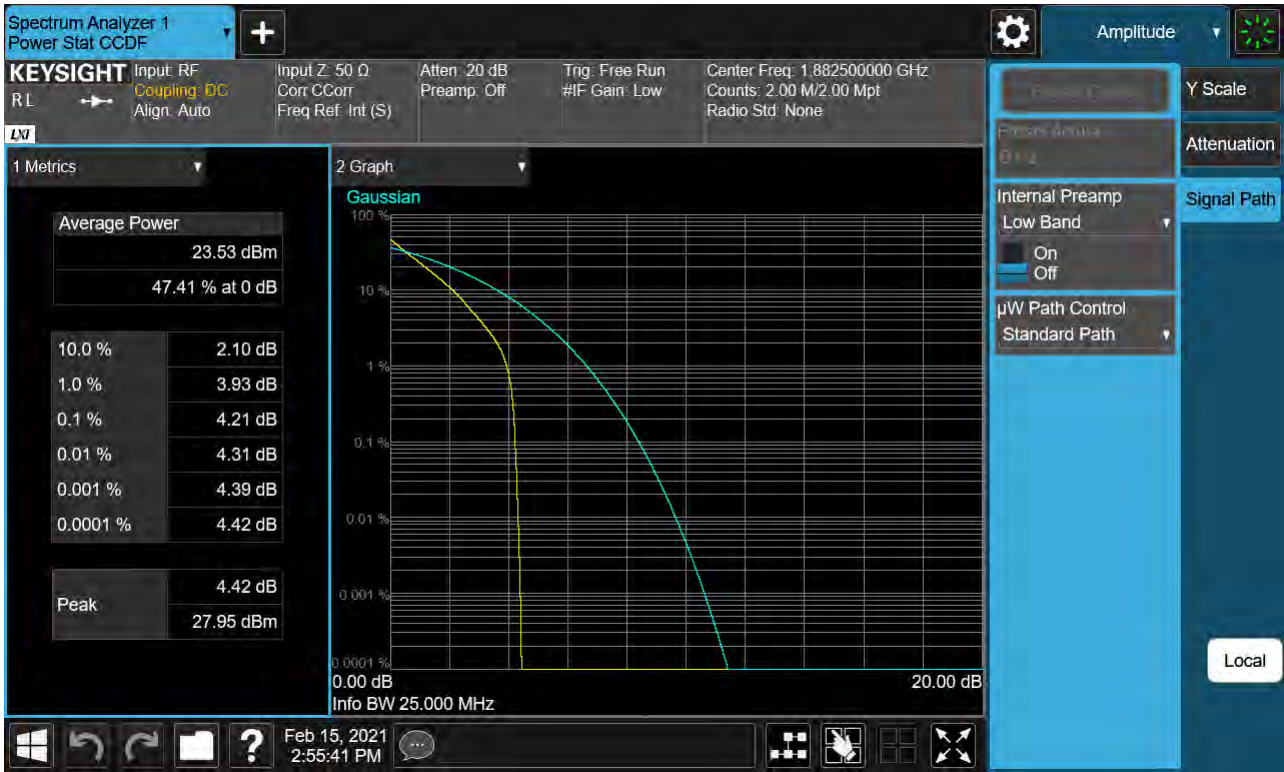 Spectrum Analyzer 1
Power Stat CCDF
Amplitude
KEYSIGHT
R L
LXI
Input: RF
Coupling: DC
Align: Auto
Input Z: 50 Ω
Corr CCorr
Freq Ref: Int (S)
Atten: 20 dB
Preamp: Off
Trig: Free Run
#IF Gain: Low
Center Freq: 1.882500000 GHz
Counts: 2.00 M/2.00 Mpt
Radio Std: None
1 Metrics
Average Power
23.53 dBm
47.41 % at 0 dB
10.0 % 2.10 dB
1.0 % 3.93 dB
0.1 % 4.21 dB
0.01 % 4.31 dB
0.001 % 4.39 dB
0.0001 % 4.42 dB
Peak
4.42 dB
27.95 dBm
2 Graph
Gaussian
100 %
10 %
1 %
0.1 %
0.01 %
0.001 %
0.0001 %
0.00 dB 20.00 dB
Info BW 25.000 MHz
Internal Preamp
Low Band
On
Off
µW Path Control
Standard Path
Y Scale
Attenuation
Signal Path
Local
Feb 15, 2021
2:55:41 PM